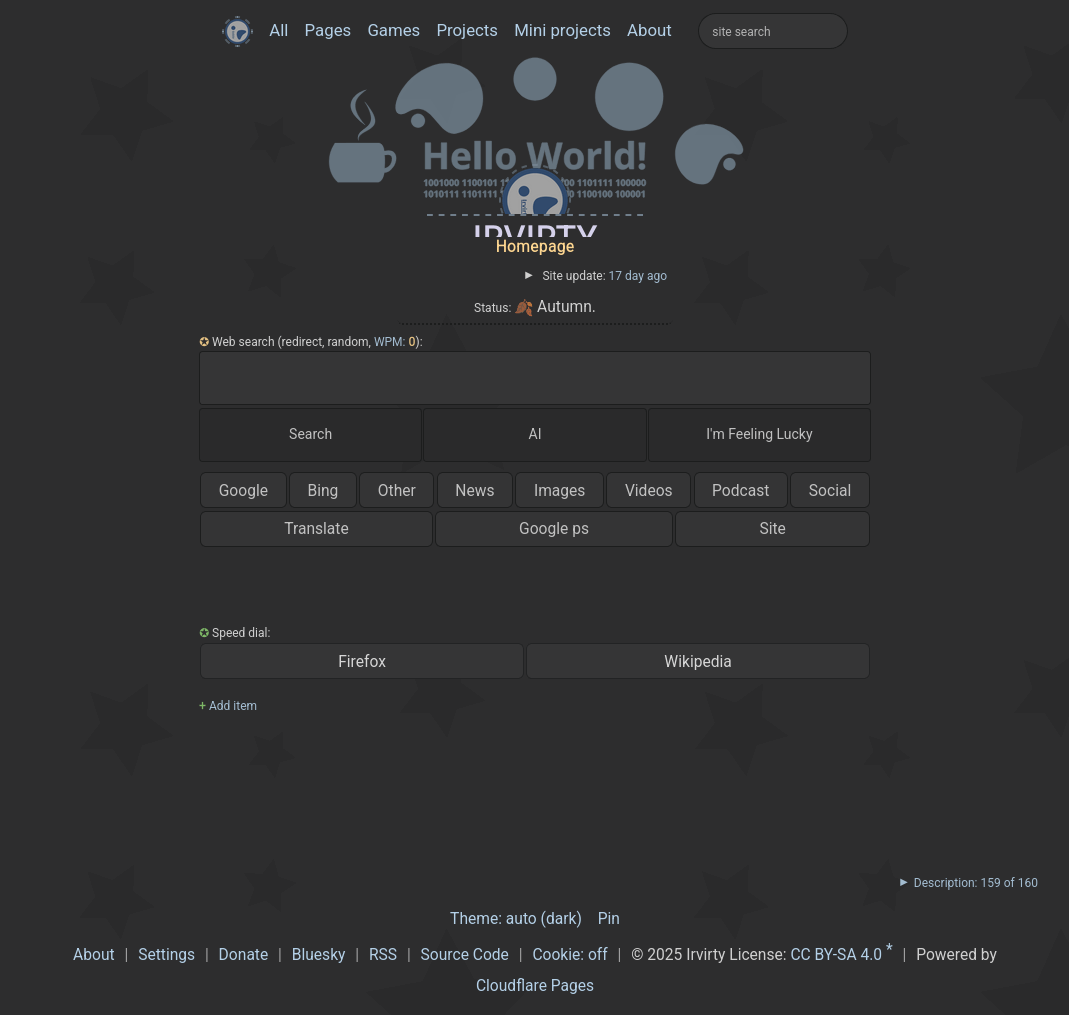 All Pages Games Projects Mini projects About site search
Hello World!
1001000 1100101 1101111 100000
1010111 1101111 1100100 100001
IRVIRTY
Homepage
► Site update: 17 day ago
Status: 🍂 Autumn.
✪ Web search (redirect, random, WPM: 0):
Search AI I'm Feeling Lucky
Google Bing Other News Images Videos Podcast Social
Translate Google ps Site
✪ Speed dial:
Firefox Wikipedia
+ Add item
► Description: 159 of 160
Theme: auto (dark) Pin
About | Settings | Donate | Bluesky | RSS | Source Code | Cookie: off | © 2025 Irvirty License: CC BY-SA 4.0 * | Powered by
Cloudflare Pages